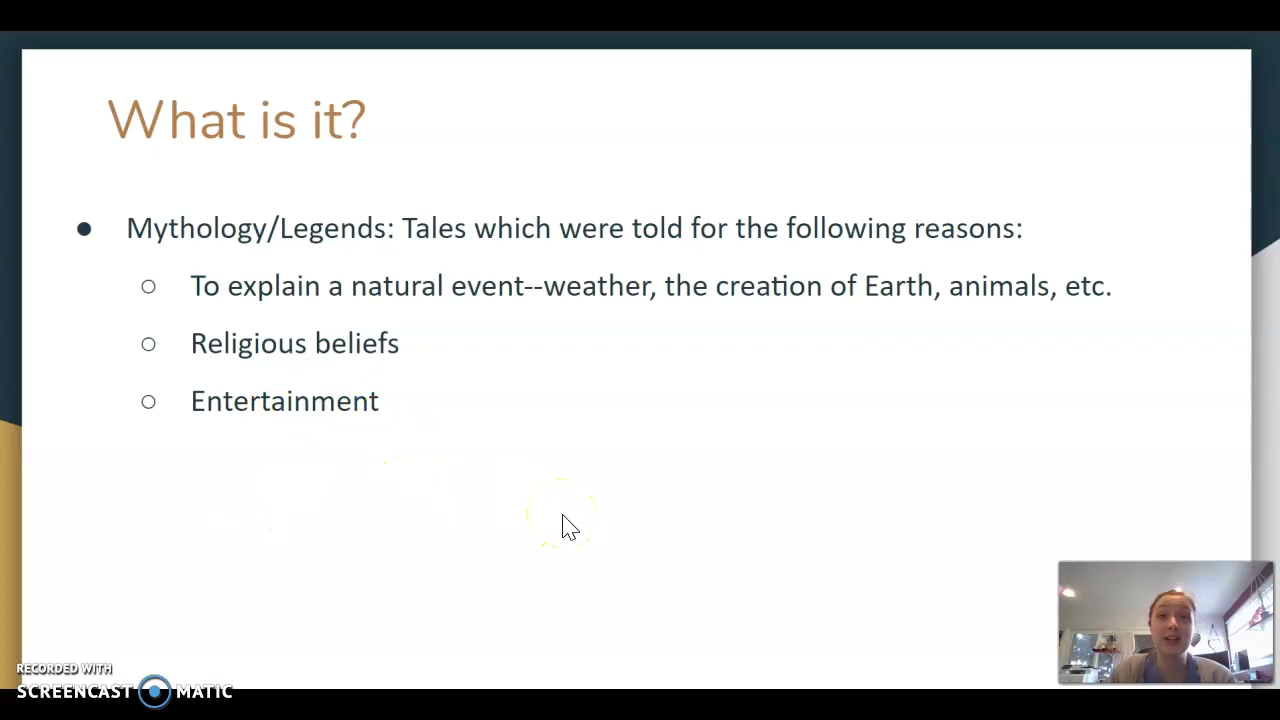 What is it?
Mythology/Legends: Tales which were told for the following reasons:
To explain a natural event--weather, the creation of Earth, animals, etc.
Religious beliefs
Entertainment
RECORDED WITH
SCREENCAST MATIC